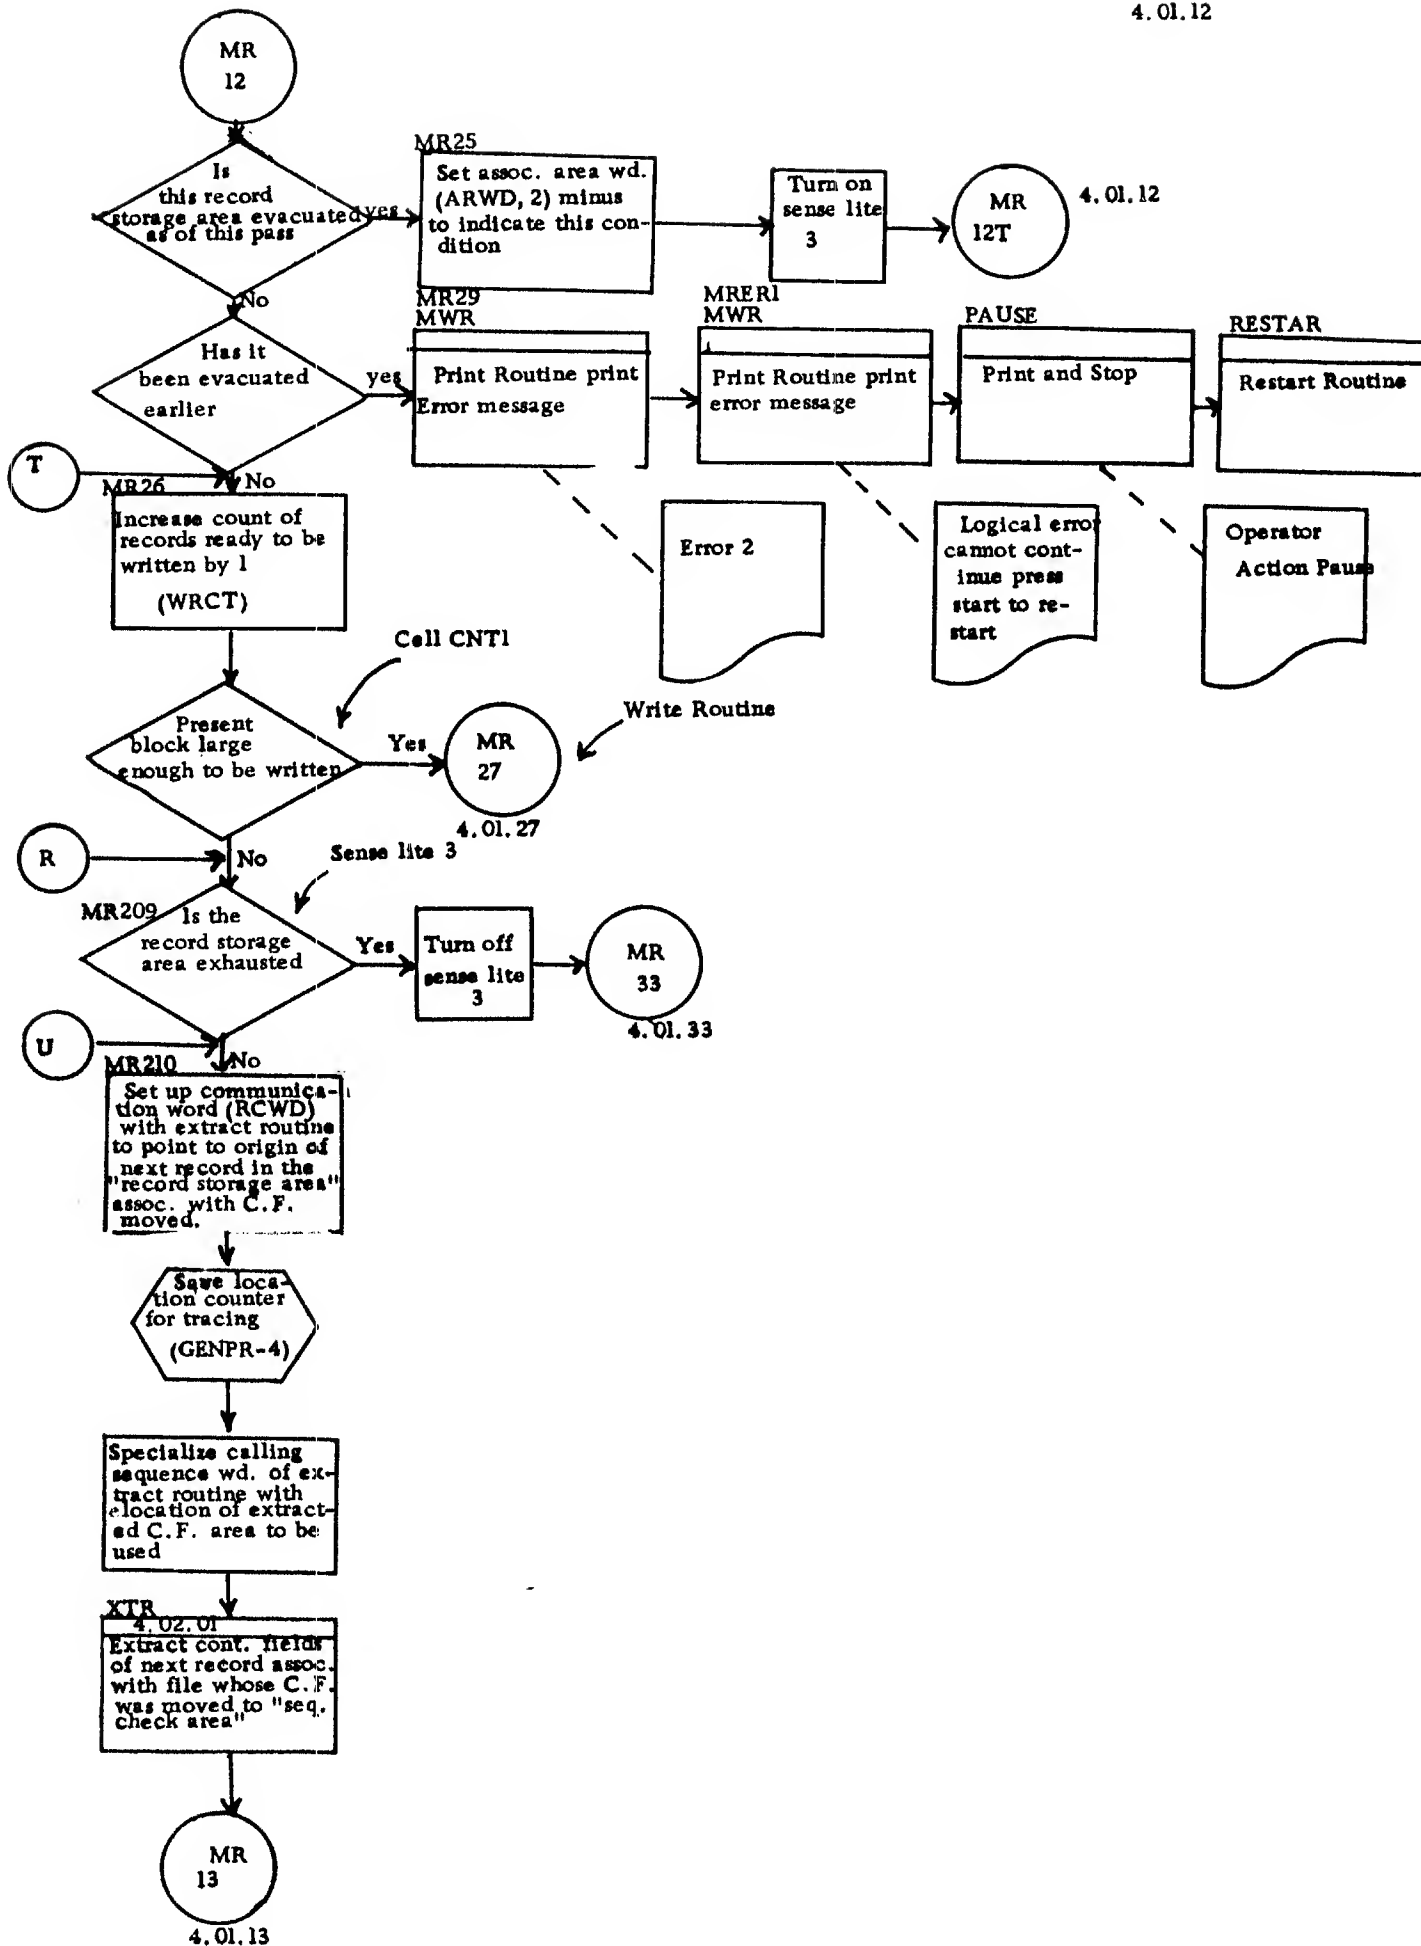 4.01.12
MR
12
Is
this record
storage area evacuated
as of this pass
yes
MR25
Set assoc. area wd.
(ARWD, 2) minus
to indicate this con-
dition
Turn on
sense lite
3
MR
12T
4.01.12
No
Has it
been evacuated
earlier
yes
MR29
MWR
Print Routine print
Error message
MRER1
MWR
Print Routine print
error message
PAUSE
Print and Stop
RESTAR
Restart Routine
T
No
MR26
Increase count of
records ready to be
written by 1
(WRCT)
Error 2
Logical error
cannot cont-
inue press
start to re-
start
Operator
Action Pause
Cell CNT1
Present
block large
enough to be written
Yes
MR
27
4.01.27
Write Routine
R
No
Sense lite 3
MR209
Is the
record storage
area exhausted
Yes
Turn off
sense lite
3
MR
33
4.01.33
U
No
MR210
Set up communica-
tion word (RCWD)
with extract routine
to point to origin of
next record in the
"record storage area"
assoc. with C.F.
moved.
Save loca-
tion counter
for tracing
(GENPR-4)
Specialize calling
sequence wd. of ex-
tract routine with
location of extract-
ed C.F. area to be
used
XTR
4.02.01
Extract cont. fields
of next record assoc.
with file whose C.F.
was moved to "seq.
check area"
MR
13
4.01.13